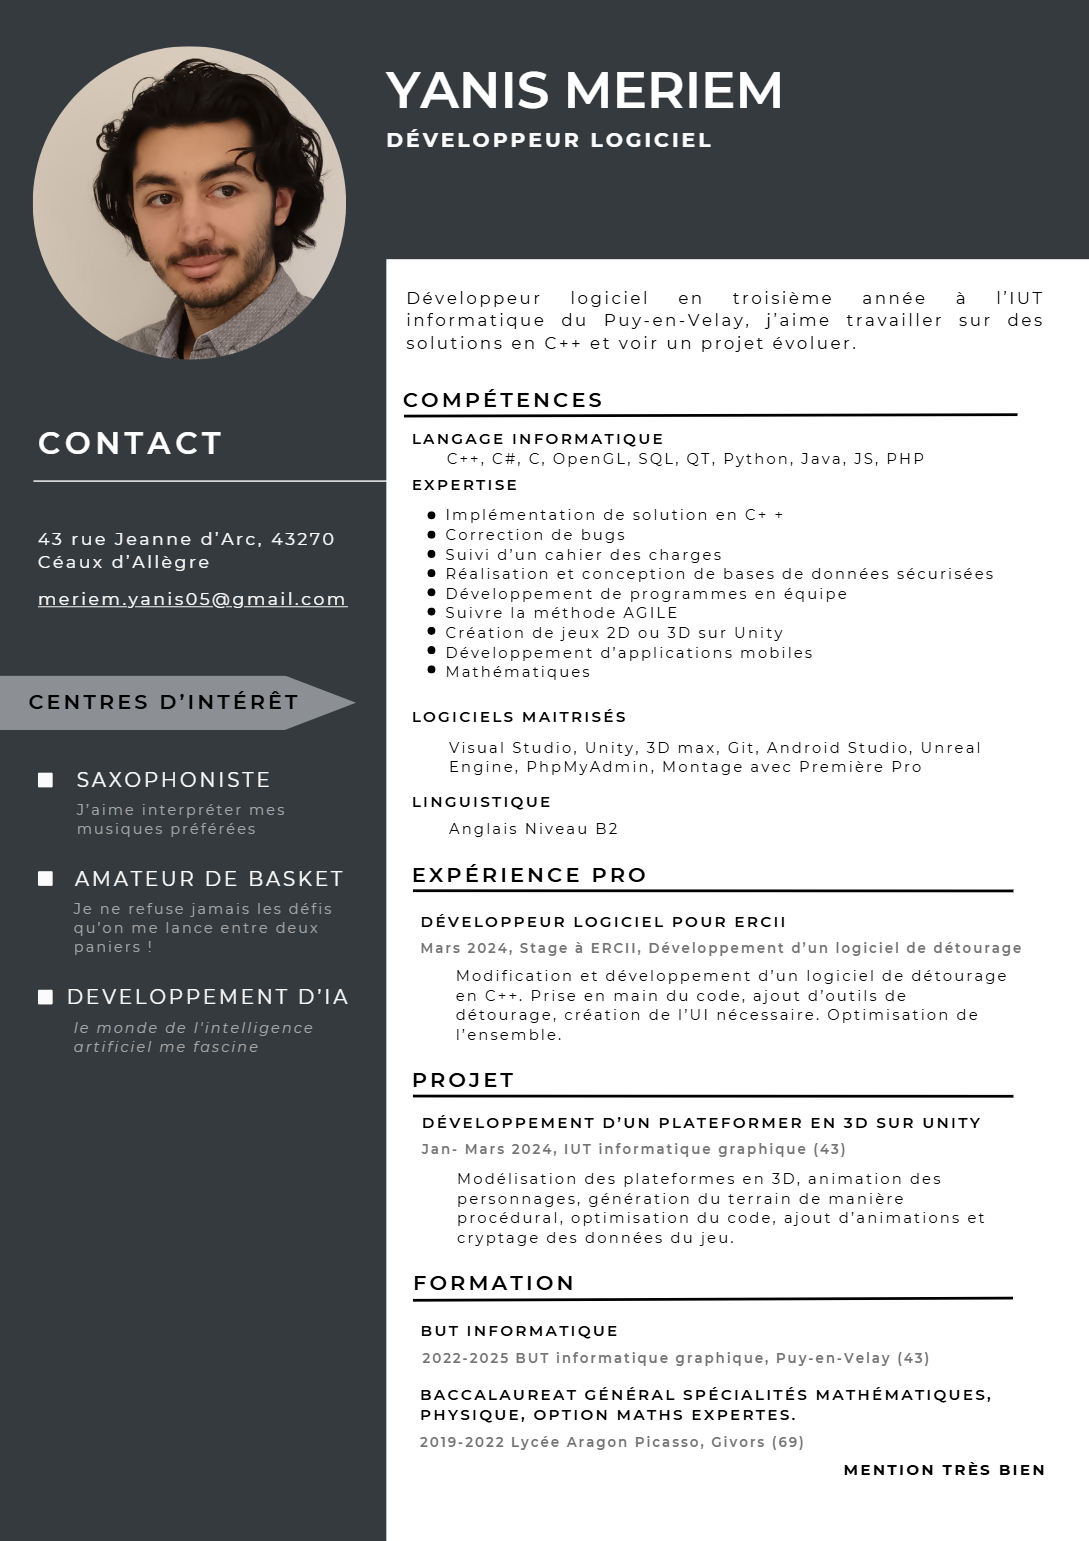 YANIS MERIEM
DÉVELOPPEUR LOGICIEL
CONTACT
43 rue Jeanne d'Arc, 43270
Céaux d'Allègre
meriem.yanis05@gmail.com
CENTRES D'INTÉRÊT
SAXOPHONISTE
J'aime interpréter mes
musiques préférées
AMATEUR DE BASKET
Je ne refuse jamais les défis
qu'on me lance entre deux
paniers !
DEVELOPPEMENT D'IA
le monde de l'intelligence
artificiel me fascine
Développeur logiciel en troisième année à l'IUT
informatique du Puy-en-Velay, j'aime travailler sur des
solutions en C++ et voir un projet évoluer.
COMPÉTENCES
LANGAGE INFORMATIQUE
C++, C#, C, OpenGL, SQL, QT, Python, Java, JS, PHP
EXPERTISE
Implémentation de solution en C+ +
Correction de bugs
Suivi d'un cahier des charges
Réalisation et conception de bases de données sécurisées
Développement de programmes en équipe
Suivre la méthode AGILE
Création de jeux 2D ou 3D sur Unity
Développement d'applications mobiles
Mathématiques
LOGICIELS MAITRISÉS
Visual Studio, Unity, 3D max, Git, Android Studio, Unreal
Engine, PhpMyAdmin, Montage avec Première Pro
LINGUISTIQUE
Anglais Niveau B2
EXPÉRIENCE PRO
DÉVELOPPEUR LOGICIEL POUR ERCII
Mars 2024, Stage à ERCII, Développement d'un logiciel de détourage
Modification et développement d'un logiciel de détourage
en C++. Prise en main du code, ajout d'outils de
détourage, création de l'UI nécessaire. Optimisation de
l'ensemble.
PROJET
DÉVELOPPEMENT D'UN PLATEFORMER EN 3D SUR UNITY
Jan- Mars 2024, IUT informatique graphique (43)
Modélisation des plateformes en 3D, animation des
personnages, génération du terrain de manière
procédural, optimisation du code, ajout d'animations et
cryptage des données du jeu.
FORMATION
BUT INFORMATIQUE
2022-2025 BUT informatique graphique, Puy-en-Velay (43)
BACCALAUREAT GÉNÉRAL SPÉCIALITÉS MATHÉMATIQUES,
PHYSIQUE, OPTION MATHS EXPERTES.
2019-2022 Lycée Aragon Picasso, Givors (69)
MENTION TRÈS BIEN